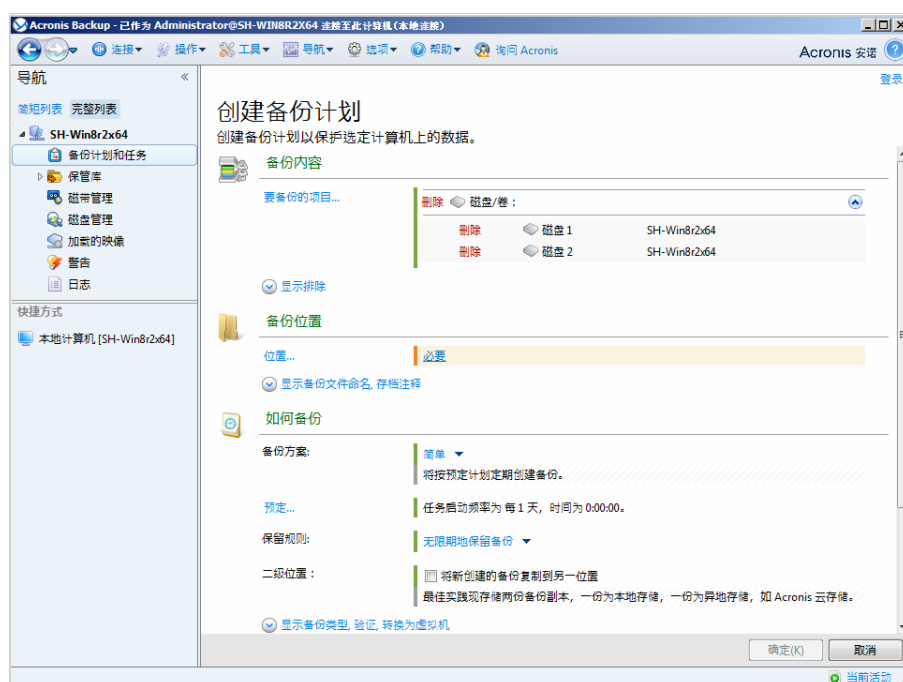 Acronis Backup - 已作为 Administrator@SH-WIN8R2X64 连接至此计算机(本地连接)
连接 操作 工具 导航 选项 帮助 询问 Acronis
Acronis 安诺
导航
登录
简短列表 完整列表
SH-Win8r2x64
备份计划和任务
保管库
磁带管理
磁盘管理
加载的映像
警告
日志
快捷方式
本地计算机 [SH-Win8r2x64]
创建备份计划
创建备份计划以保护选定计算机上的数据。
备份内容
要备份的项目...
删除 磁盘/卷：
删除 磁盘 1 SH-Win8r2x64
删除 磁盘 2 SH-Win8r2x64
显示排除
备份位置
位置... 必要
显示备份文件命名, 存档注释
如何备份
备份方案: 简单
将按预定计划定期创建备份。
预定... 任务启动频率为 每 1 天，时间为 0:00:00。
保留规则: 无限期地保留备份
二级位置： 将新创建的备份复制到另一位置
最佳实践现存储两份备份副本，一份为本地存储，一份为异地存储，如 Acronis 云存储。
显示备份类型, 验证, 转换为虚拟机
确定(K) 取消
当前活动